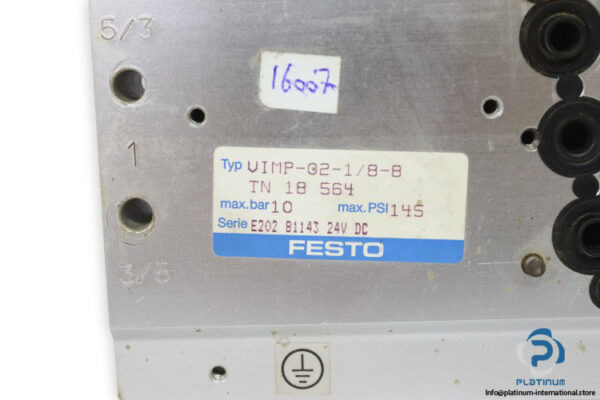 5/3
16007
1
Typ VIMP-02-1/8-8
TN 18 564
max.bar 10 max.PSI 145
Serie E202 81143 24V DC
FESTO
3/5
PLATINUM
Info@platinum-international.store